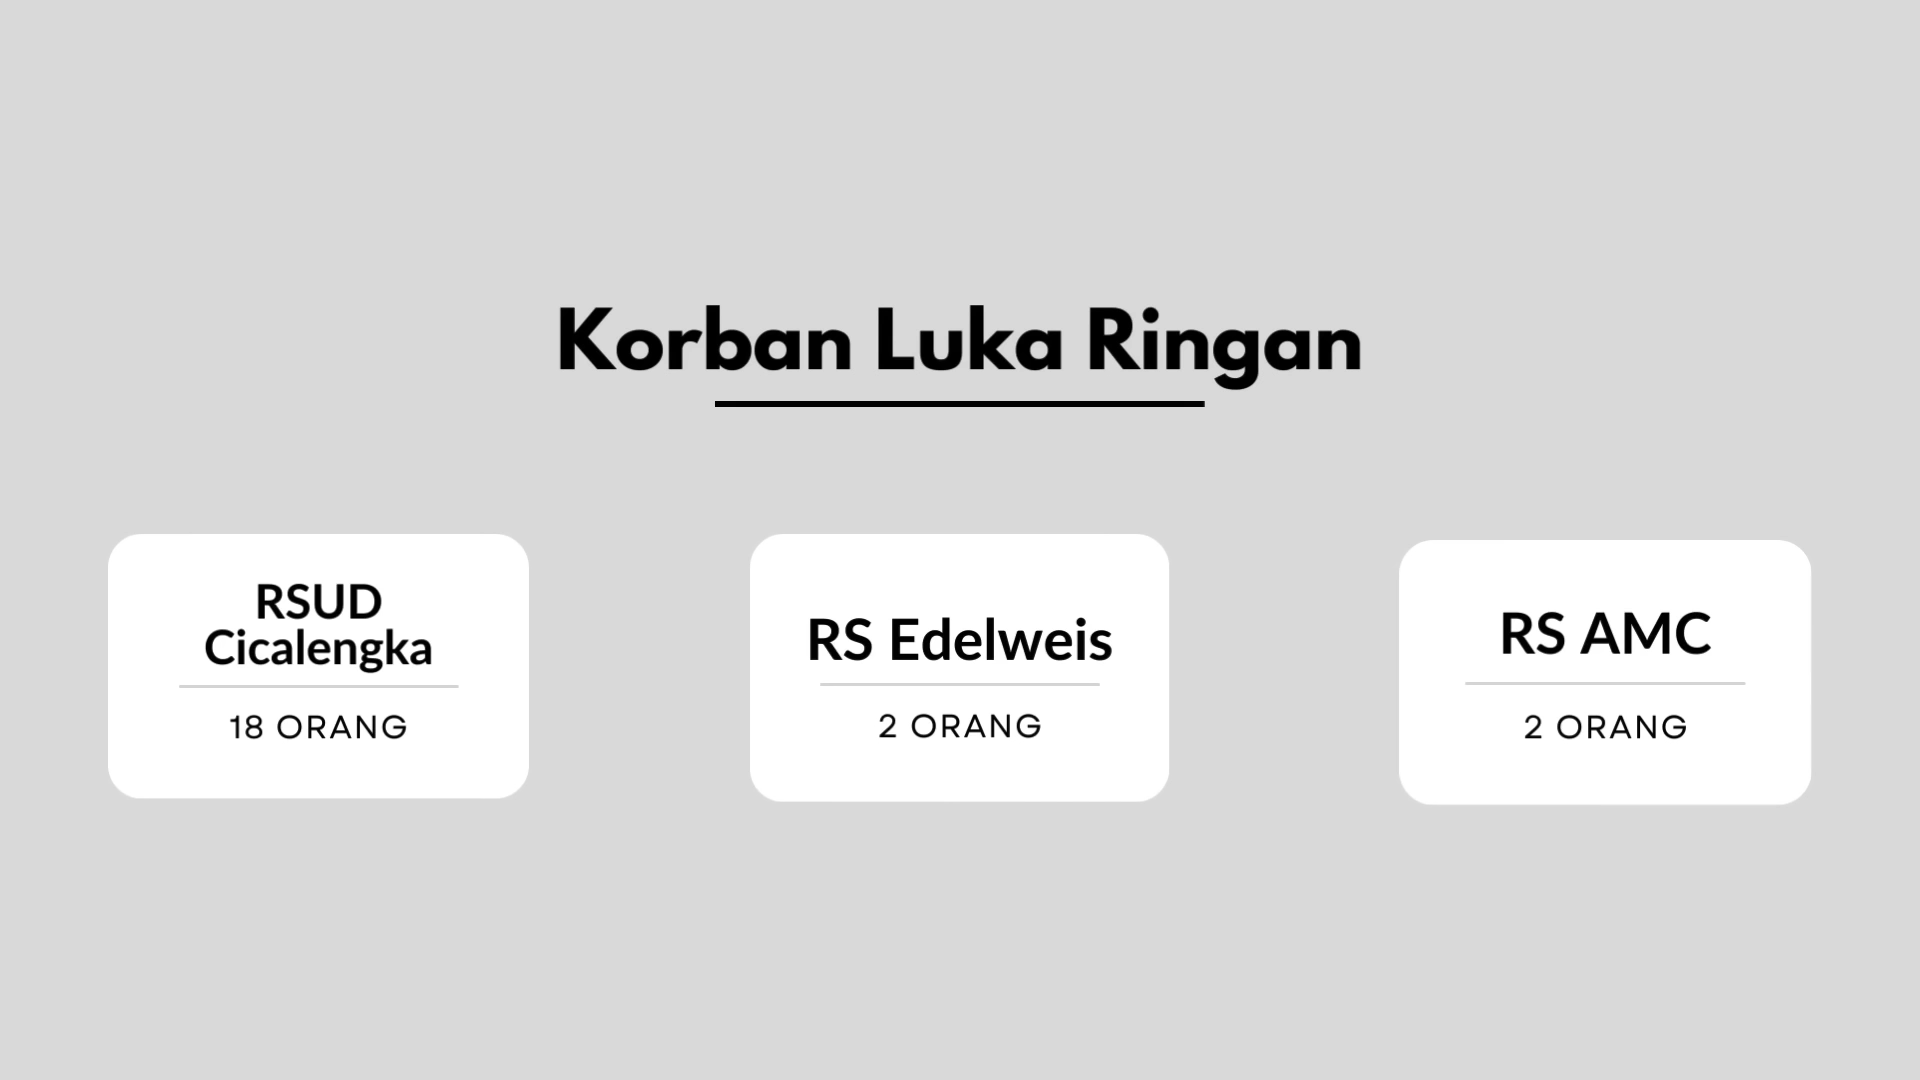 Korban Luka Ringan
RSUD
Cicalengka
18 ORANG
RS Edelweis
2 ORANG
RS AMC
2 ORANG